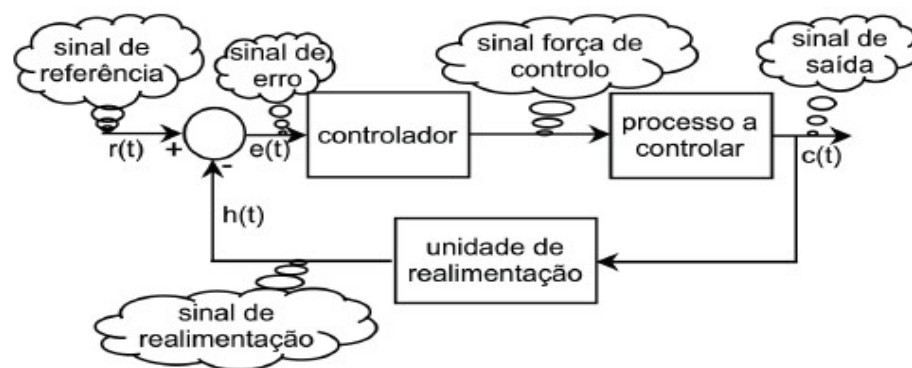 sinal de
referência
sinal de
erro
sinal força de
controlo
sinal de
saída
controlador
processo a
controlar
r(t)
+
-
e(t)
c(t)
h(t)
unidade de
realimentação
sinal de
realimentação